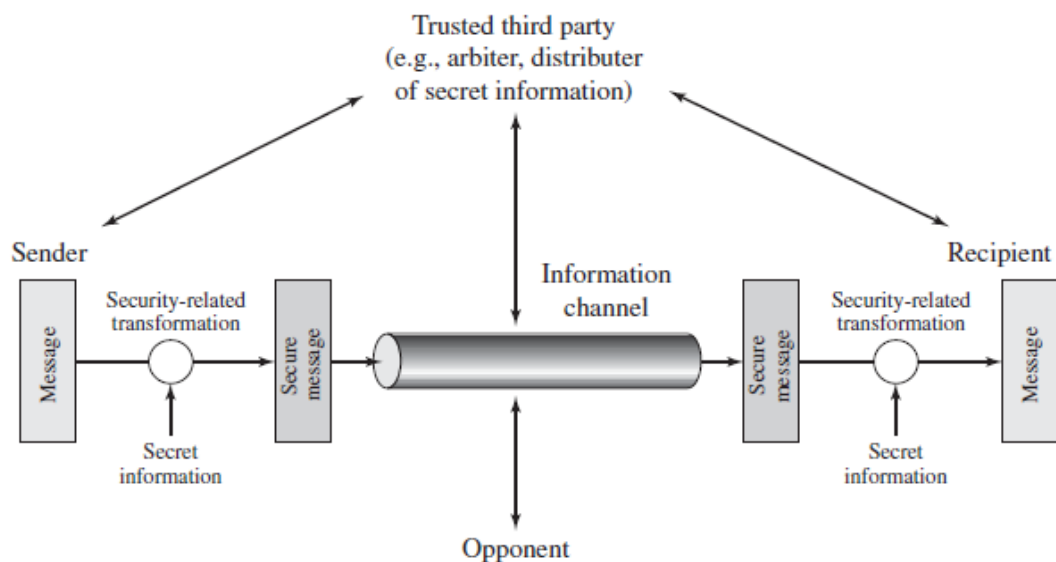 Trusted third party
(e.g., arbiter, distributer
of secret information)
Sender
Recipient
Information
channel
Security-related
transformation
Security-related
transformation
Message
Secure
message
Secure
message
Message
Secret
information
Secret
information
Opponent